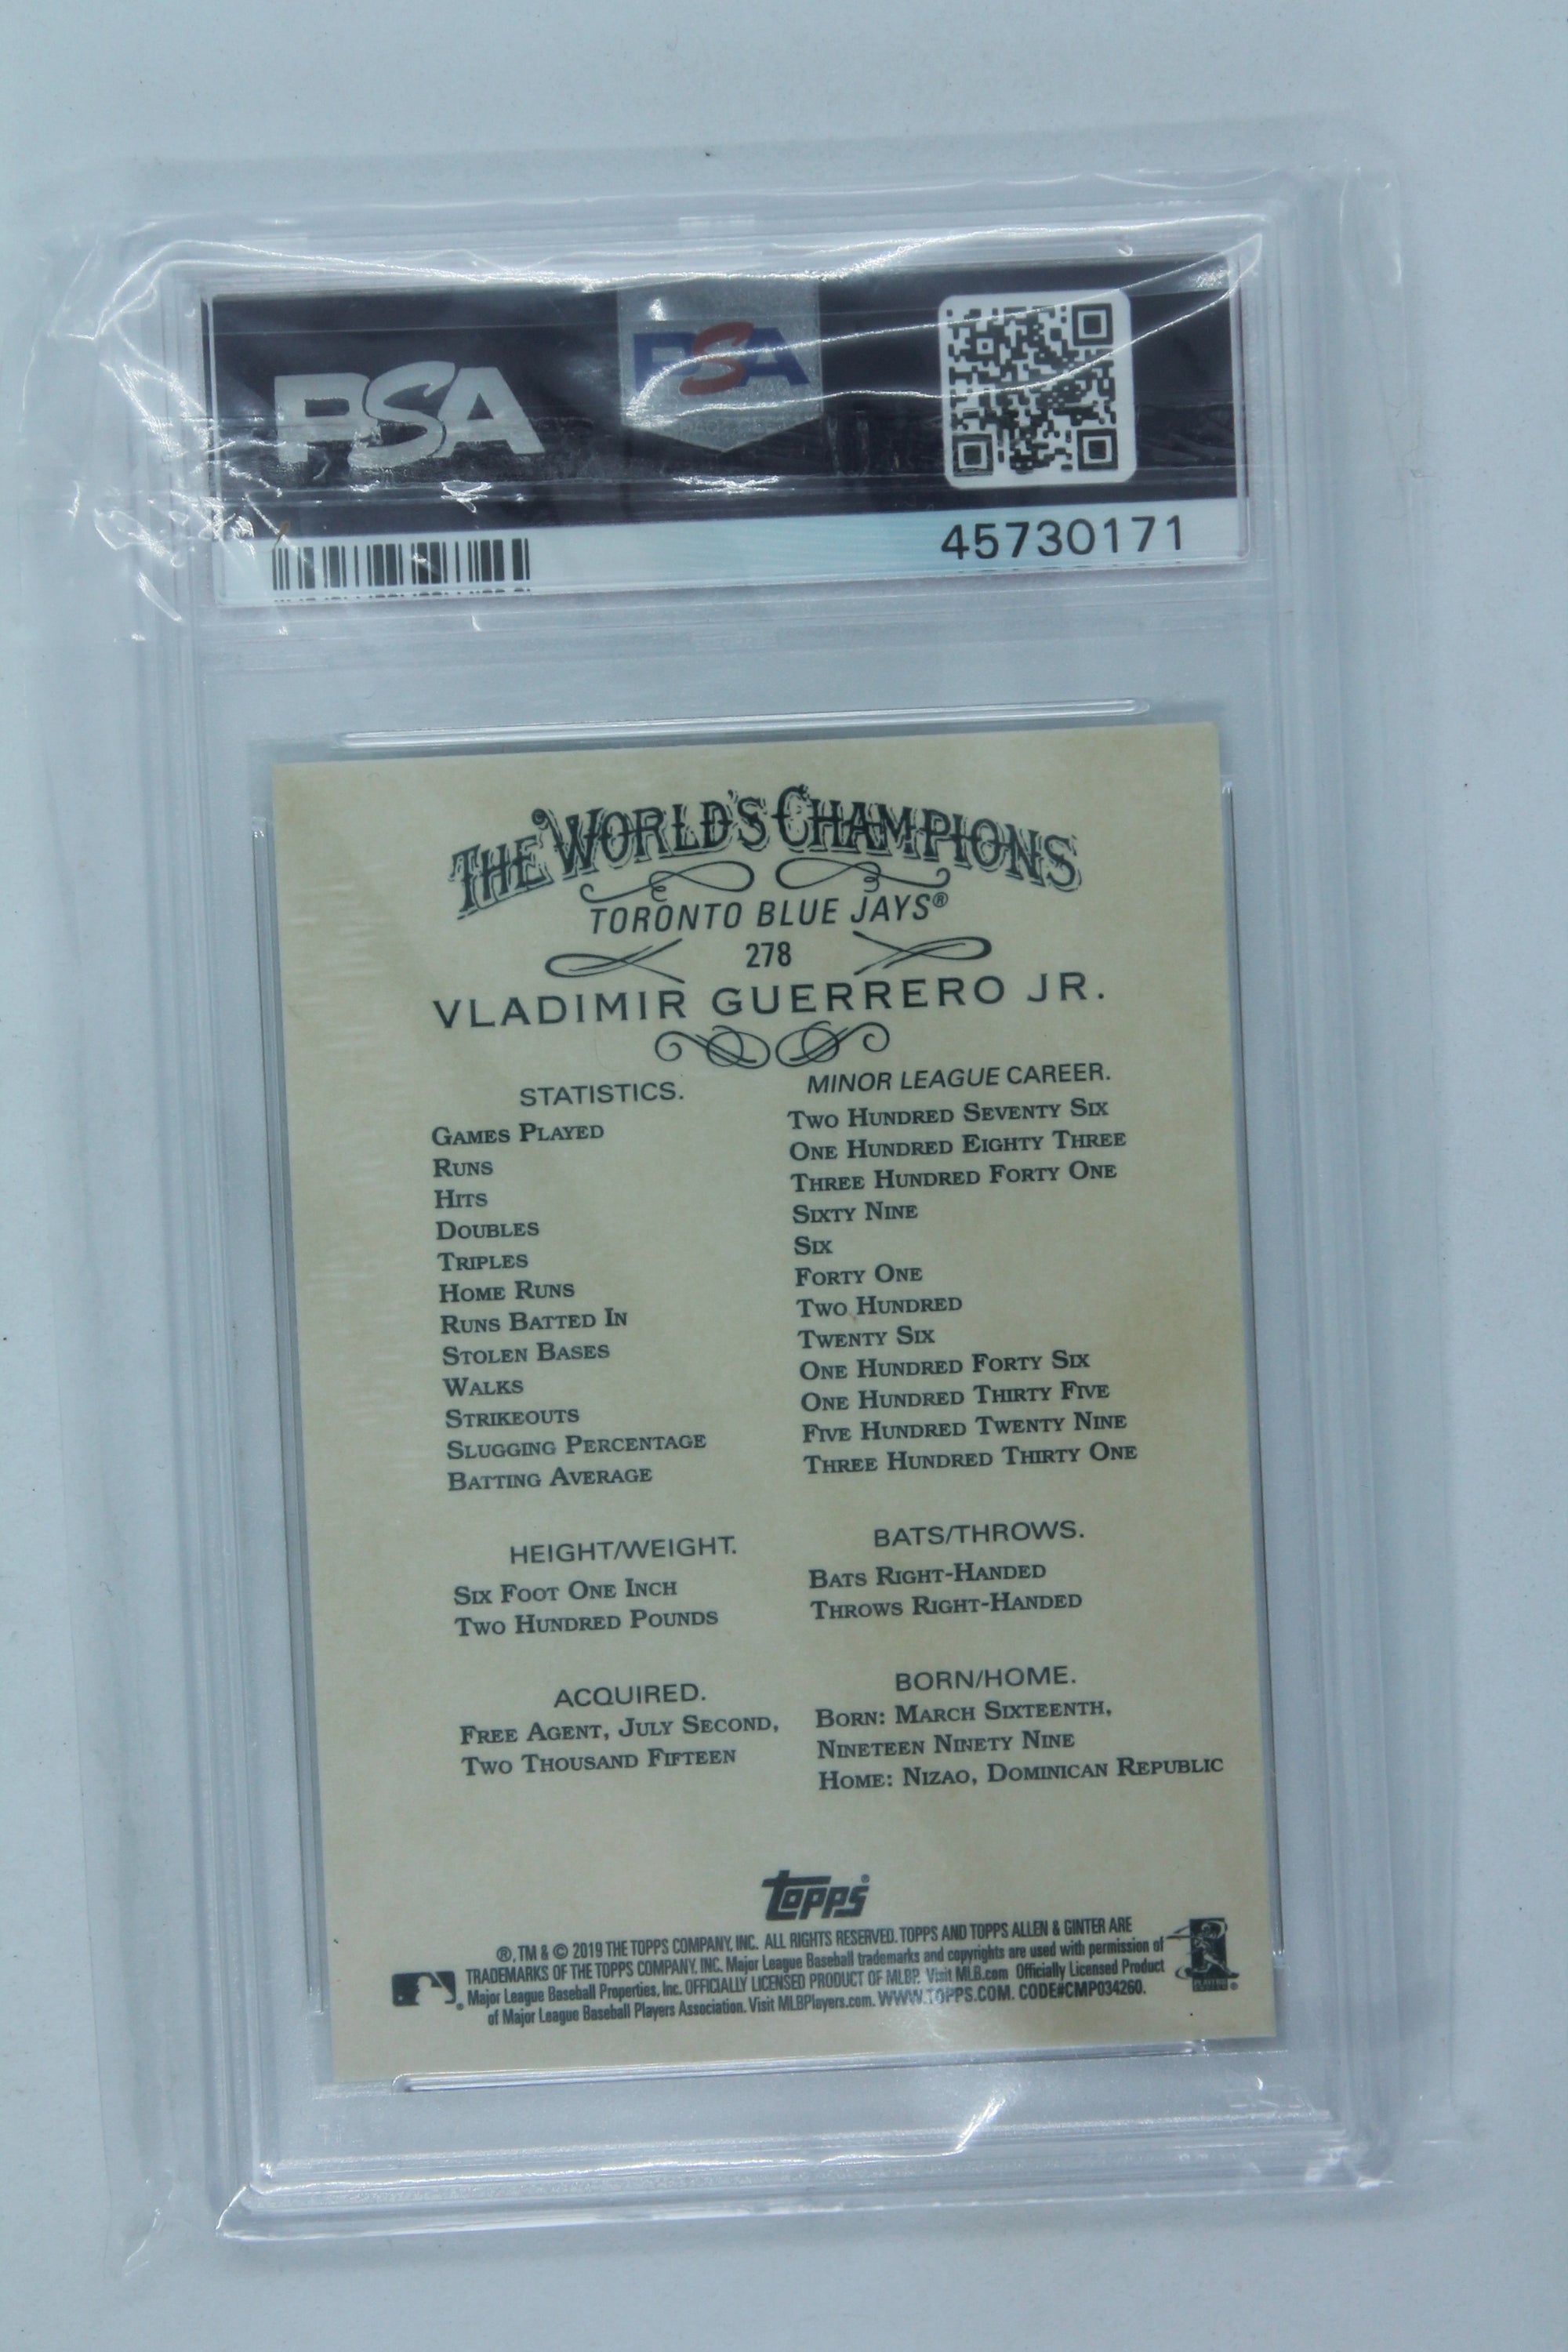 PSA
PSA
45730171
THE WORLD'S CHAMPIONS
TORONTO BLUE JAYS®
278
VLADIMIR GUERRERO JR.
STATISTICS. MINOR LEAGUE CAREER.
GAMES PLAYED TWO HUNDRED SEVENTY SIX
RUNS ONE HUNDRED EIGHTY THREE
HITS THREE HUNDRED FORTY ONE
DOUBLES SIXTY NINE
TRIPLES SIX
HOME RUNS FORTY ONE
RUNS BATTED IN TWO HUNDRED
STOLEN BASES TWENTY SIX
WALKS ONE HUNDRED FORTY SIX
STRIKEOUTS ONE HUNDRED THIRTY FIVE
SLUGGING PERCENTAGE FIVE HUNDRED TWENTY NINE
BATTING AVERAGE THREE HUNDRED THIRTY ONE
HEIGHT/WEIGHT.
SIX FOOT ONE INCH
TWO HUNDRED POUNDS
BATS/THROWS.
BATS RIGHT-HANDED
THROWS RIGHT-HANDED
ACQUIRED.
FREE AGENT, JULY SECOND,
TWO THOUSAND FIFTEEN
BORN/HOME.
BORN: MARCH SIXTEENTH,
NINETEEN NINETY NINE
HOME: NIZAO, DOMINICAN REPUBLIC
Topps®
®, TM & © 2019 THE TOPPS COMPANY, INC. ALL RIGHTS RESERVED. TOPPS AND TOPPS ALLEN & GINTER ARE
TRADEMARKS OF THE TOPPS COMPANY, INC. Major League Baseball trademarks and copyrights are used with permission of
Major League Baseball Properties, Inc. OFFICIALLY LICENSED PRODUCT OF MLBP. Visit MLB.com Officially Licensed Product
of Major League Baseball Players Association. Visit MLBPlayers.com. WWW.TOPPS.COM. CODE#CMP034260.